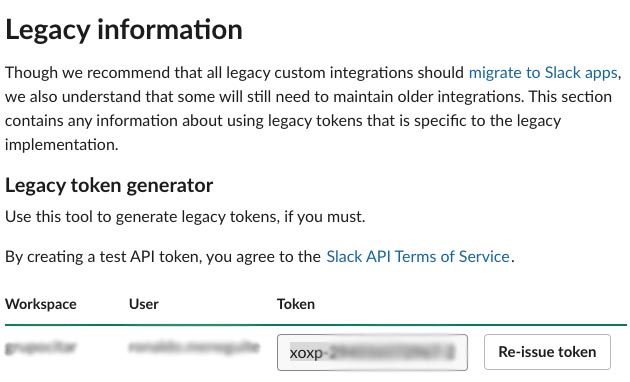 Legacy information
Though we recommend that all legacy custom integrations should migrate to Slack apps,
we also understand that some will still need to maintain older integrations. This section
contains any information about using legacy tokens that is specific to the legacy
implementation.
Legacy token generator
Use this tool to generate legacy tokens, if you must.
By creating a test API token, you agree to the Slack API Terms of Service.
Workspace User Token
xoxp- Re-issue token